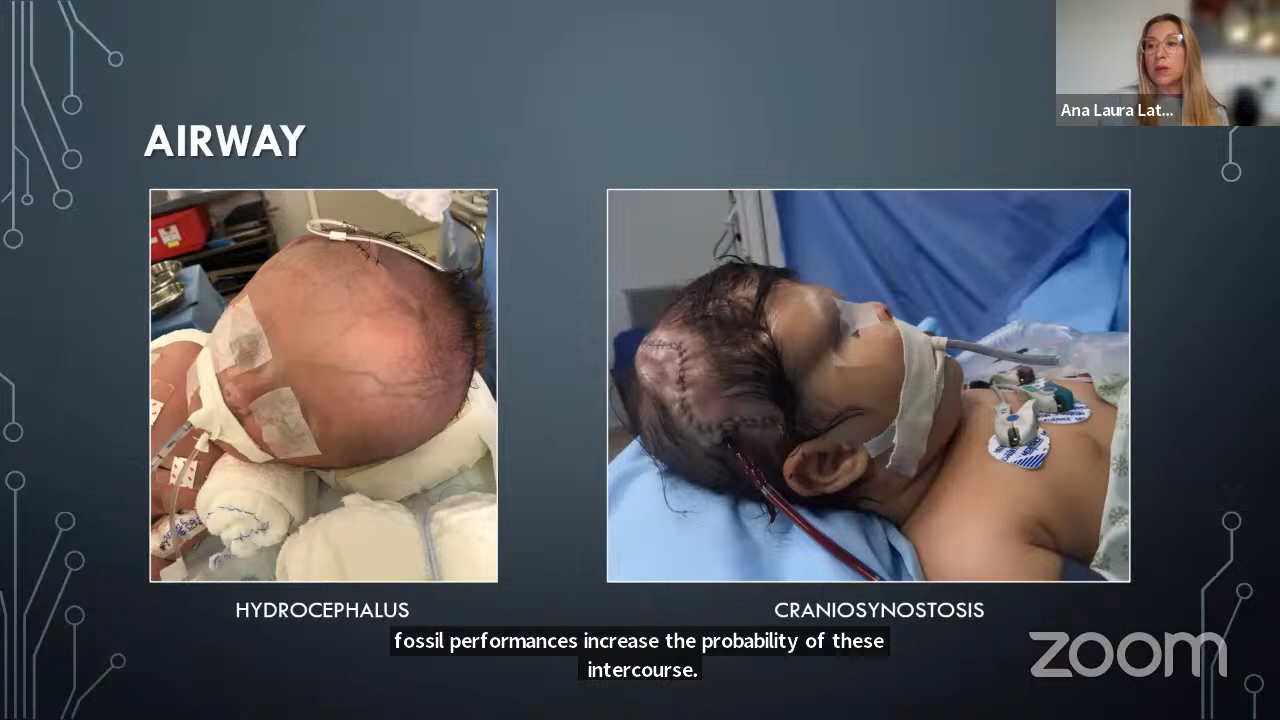 Ana Laura Lat...
AIRWAY
HYDROCEPHALUS
CRANIOSYNOSTOSIS
fossil performances increase the probability of these
intercourse.
zoom